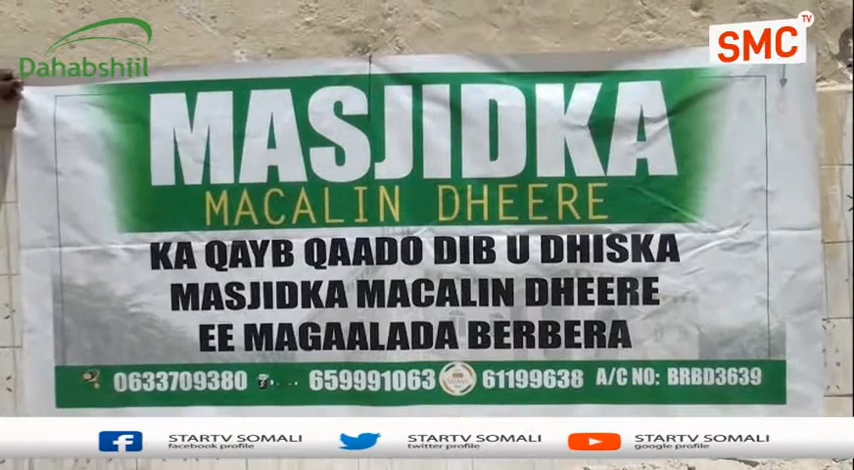 Dahabshiil
SMC TV
MASJIDKA
MACALIN DHEERE
KA QAYB QAADO DIB U DHISKA
MASJIDKA MACALIN DHEERE
EE MAGAALADA BERBERA
0633709380 659991063 61199638 A/C NO: BRBD3639
STARTV SOMALI STARTV SOMALI STARTV SOMALI
facebook profile twitter profile google profile